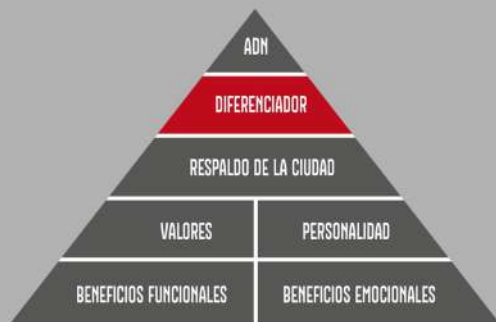 ADN
DIFERENCIADOR
RESPALDO DE LA CIUDAD
VALORES
PERSONALIDAD
BENEFICIOS FUNCIONALES
BENEFICIOS EMOCIONALES